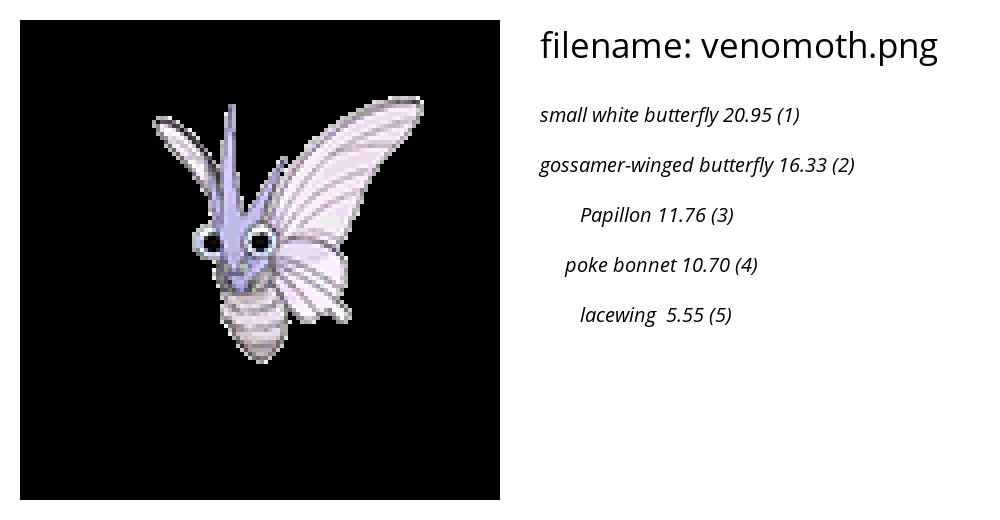 filename: venomoth.png
small white butterfly 20.95 (1)
gossamer-winged butterfly 16.33 (2)
Papillon 11.76 (3)
poke bonnet 10.70 (4)
lacewing  5.55 (5)